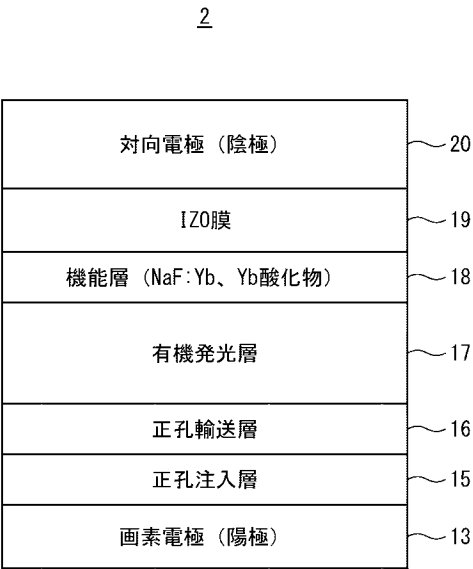 2
対向電極（陰極） 20
IZO膜 19
機能層（NaF:Yb、Yb酸化物） 18
有機発光層 17
正孔輸送層 16
正孔注入層 15
画素電極（陽極） 13